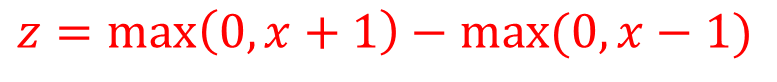 z = max(0, x + 1) − max(0, x − 1)